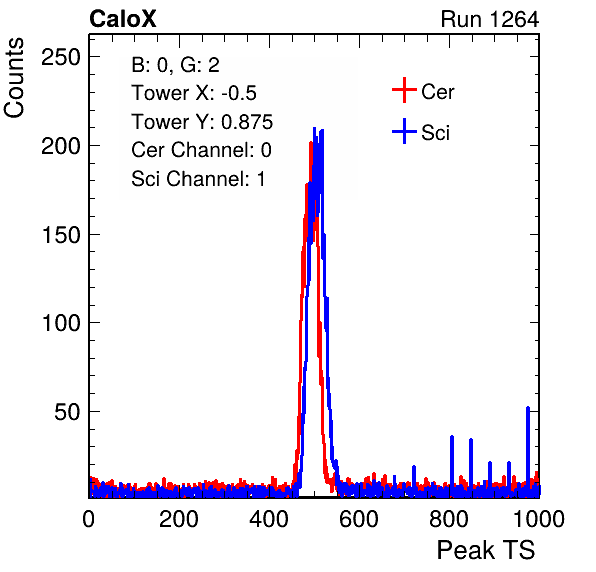 CaloX
Run 1264
Counts
B: 0, G: 2
Tower X: -0.5
Tower Y: 0.875
Cer Channel: 0
Sci Channel: 1
Cer
Sci
250
200
150
100
50
0
200
400
600
800
1000
Peak TS